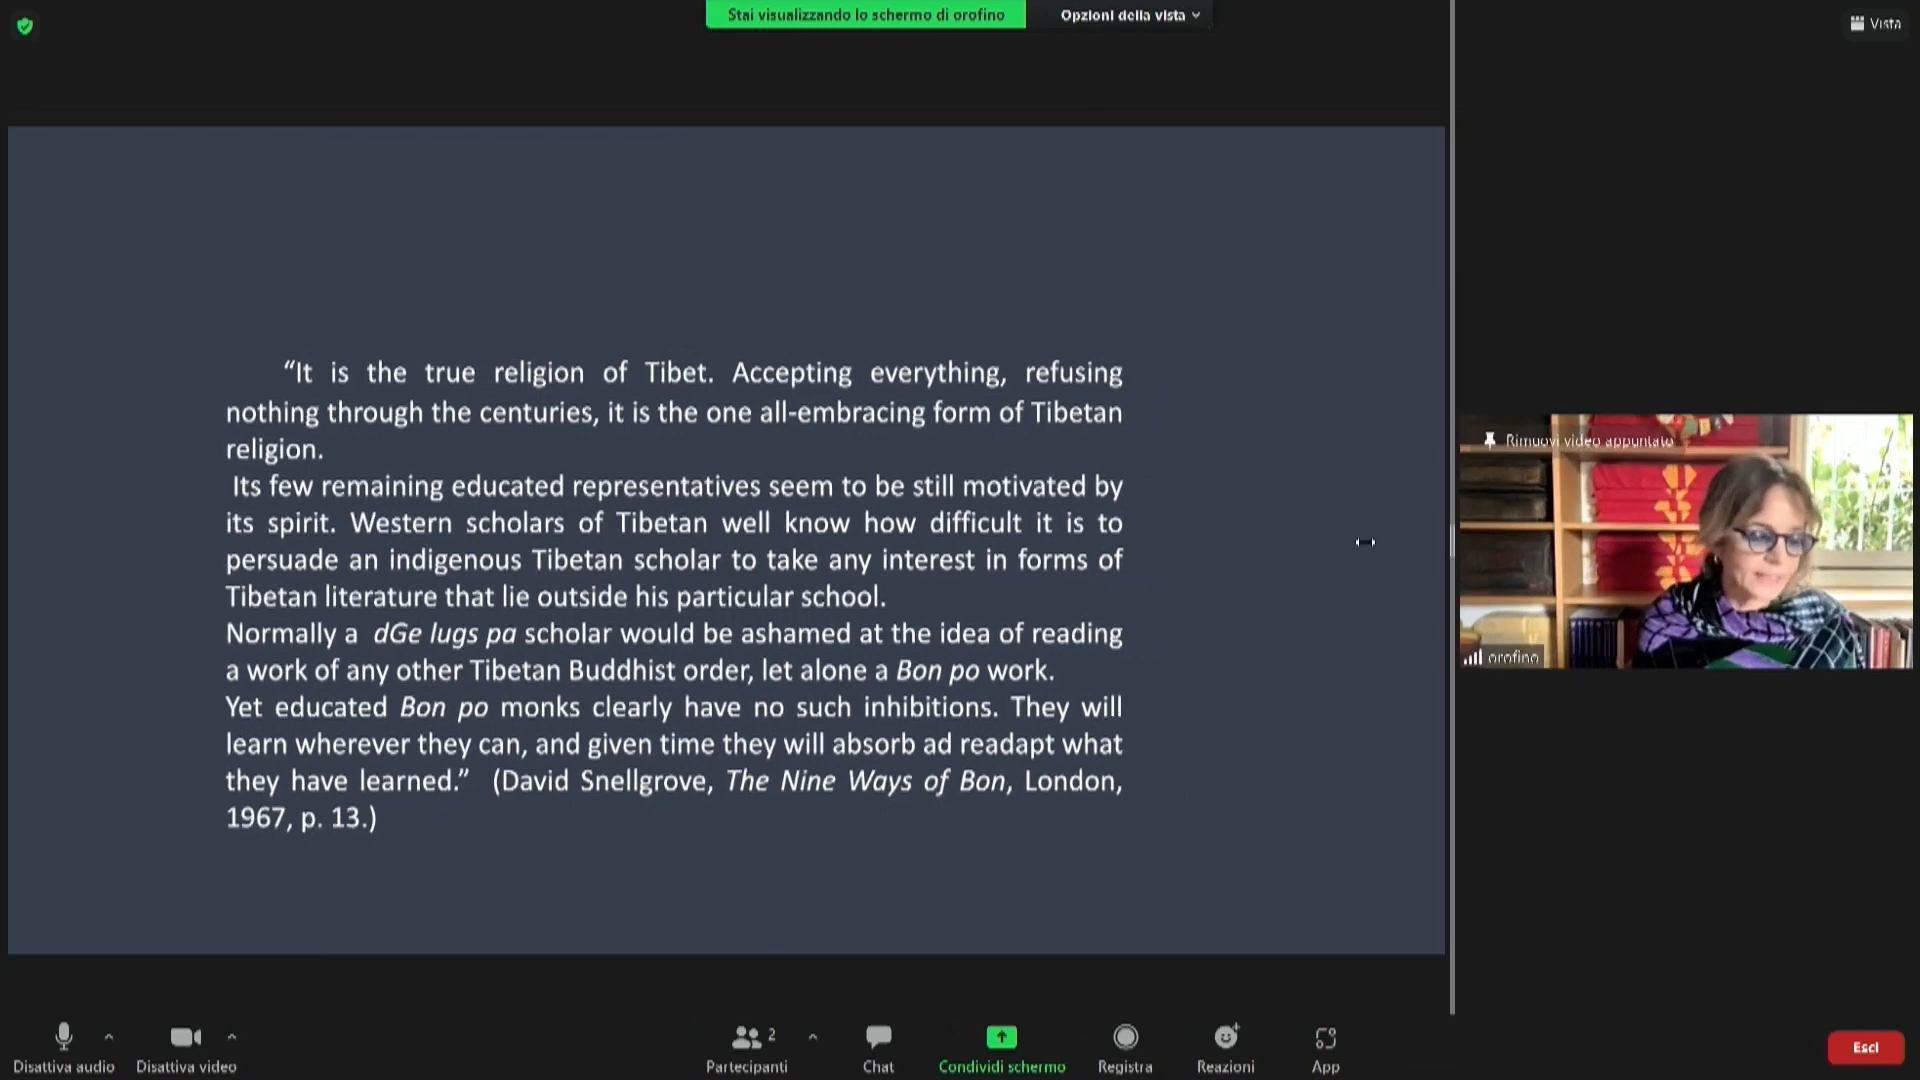 Stai visualizzando lo schermo di orofino
Opzioni della vista
Vista
“It is the true religion of Tibet. Accepting everything, refusing
nothing through the centuries, it is the one all-embracing form of Tibetan
religion.
Its few remaining educated representatives seem to be still motivated by
its spirit. Western scholars of Tibetan well know how difficult it is to
persuade an indigenous Tibetan scholar to take any interest in forms of
Tibetan literature that lie outside his particular school.
Normally a dGe lugs pa scholar would be ashamed at the idea of reading
a work of any other Tibetan Buddhist order, let alone a Bon po work.
Yet educated Bon po monks clearly have no such inhibitions. They will
learn wherever they can, and given time they will absorb ad readapt what
they have learned.” (David Snellgrove, The Nine Ways of Bon, London,
1967, p. 13.)
Rimuovi video appuntato
orofino
Disattiva audio
Disattiva video
2
Partecipanti
Chat
Condividi schermo
Registra
Reazioni
App
Esci